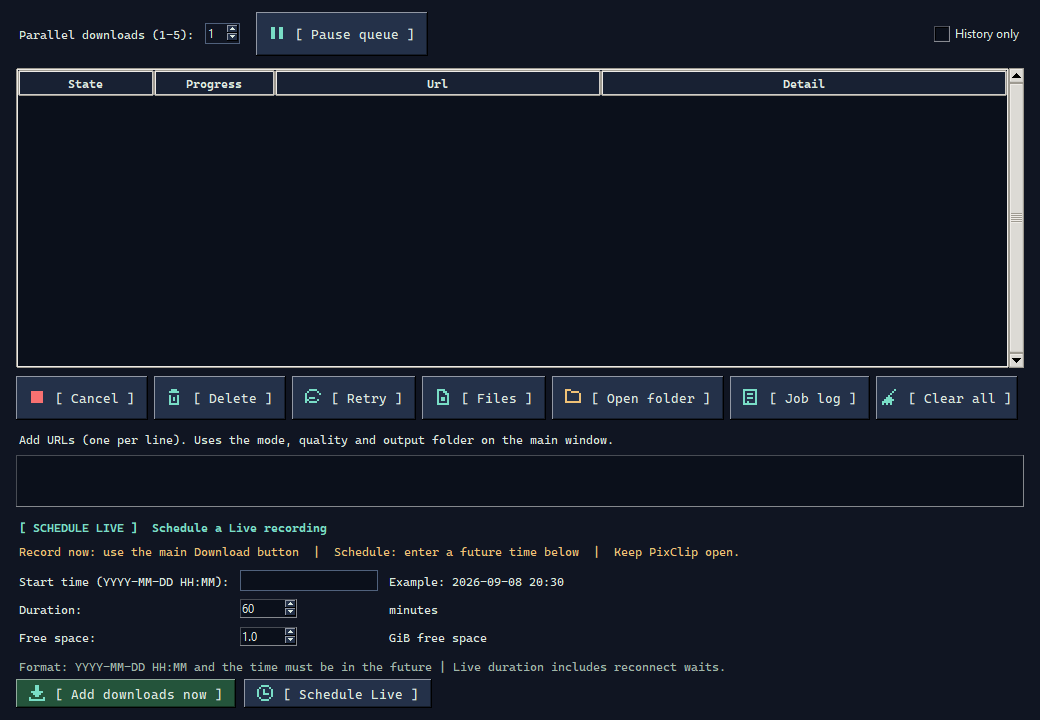 Parallel downloads (1-5): 1 [ Pause queue ] History only
State Progress Url Detail
[ Cancel ] [ Delete ] [ Retry ] [ Files ] [ Open folder ] [ Job log ] [ Clear all ]
Add URLs (one per line). Uses the mode, quality and output folder on the main window.
[ SCHEDULE LIVE ] Schedule a Live recording
Record now: use the main Download button | Schedule: enter a future time below | Keep PixClip open.
Start time (YYYY-MM-DD HH:MM): Example: 2026-09-08 20:30
Duration: 60 minutes
Free space: 1.0 GiB free space
Format: YYYY-MM-DD HH:MM and the time must be in the future | Live duration includes reconnect waits.
[ Add downloads now ] [ Schedule Live ]